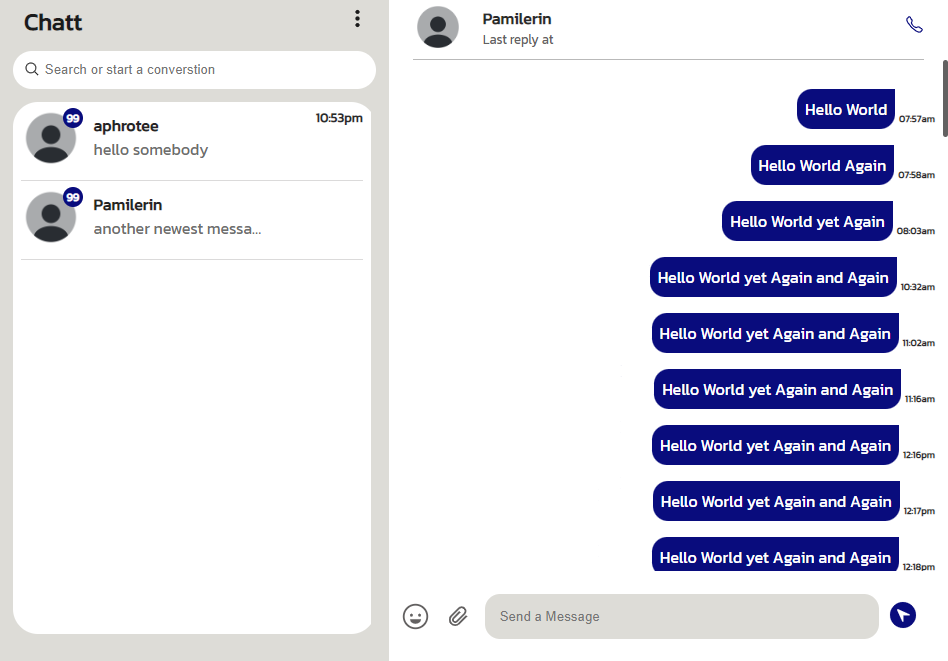 Chatt
Search or start a converstion
99
aphrotee
10:53pm
hello somebody
99
Pamilerin
another newest messa...
Pamilerin
Last reply at
Hello World
07:57am
Hello World Again
07:58am
Hello World yet Again
08:03am
Hello World yet Again and Again
10:32am
Hello World yet Again and Again
11:02am
Hello World yet Again and Again
11:16am
Hello World yet Again and Again
12:16pm
Hello World yet Again and Again
12:17pm
Hello World yet Again and Again
12:18pm
Send a Message